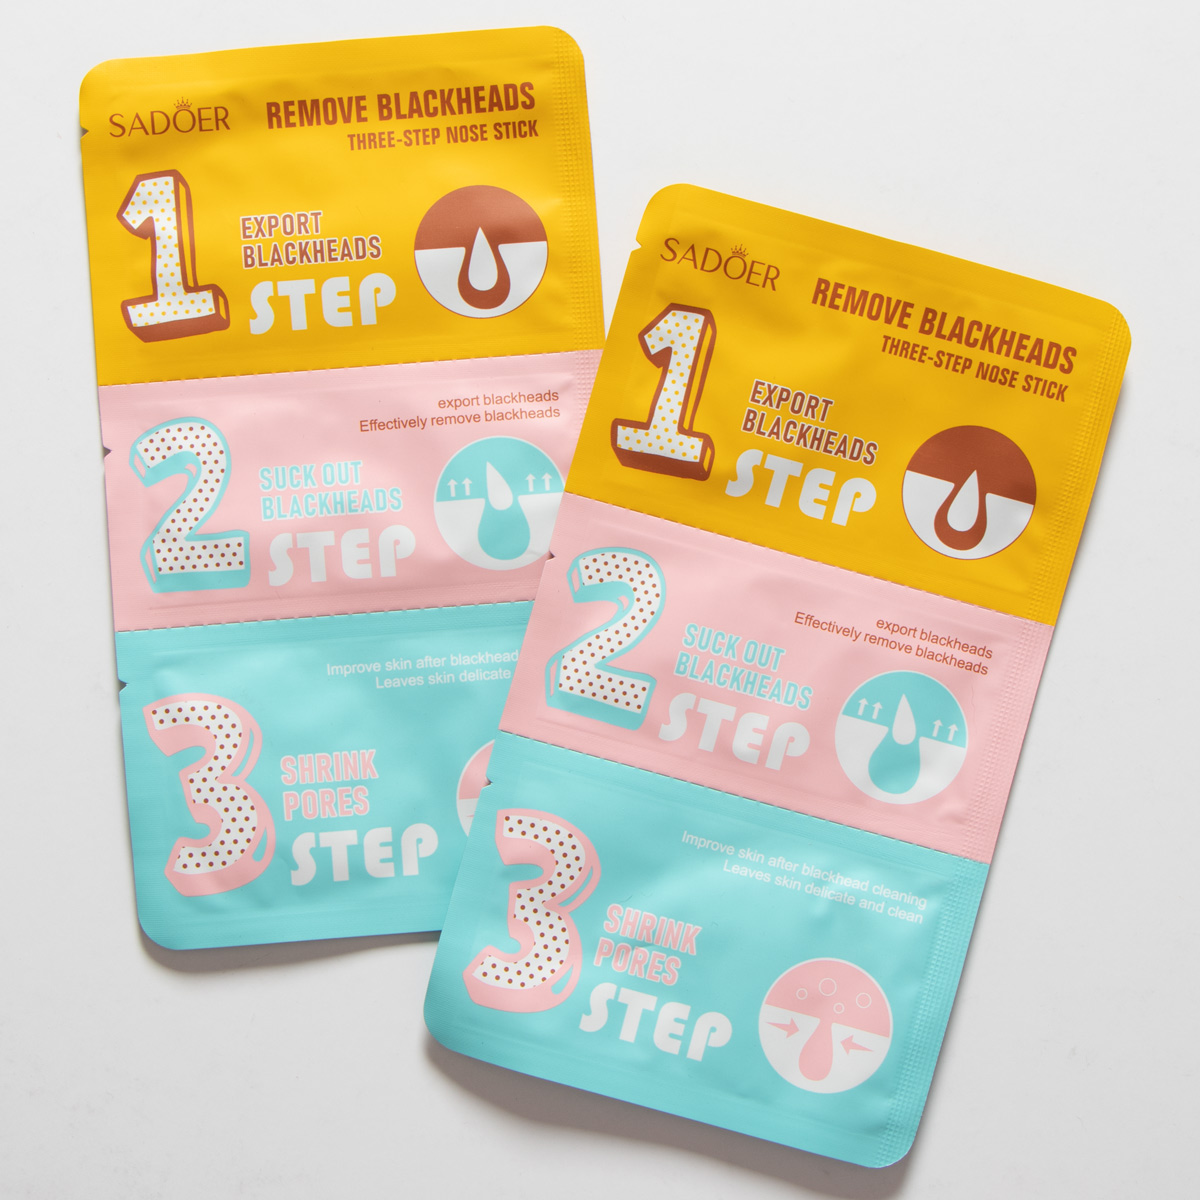 SADOER
REMOVE BLACKHEADS
THREE-STEP NOSE STICK
1
EXPORT
BLACKHEADS
STEP
export blackheads
Effectively remove blackheads
2
SUCK OUT
BLACKHEADS
STEP
Improve skin after blackhead
Leaves skin delicate
3
SHRINK
PORES
STEP
SADOER
REMOVE BLACKHEADS
THREE-STEP NOSE STICK
1
EXPORT
BLACKHEADS
STEP
export blackheads
Effectively remove blackheads
2
SUCK OUT
BLACKHEADS
STEP
Improve skin after blackhead cleaning
Leaves skin delicate and clean
3
SHRINK
PORES
STEP